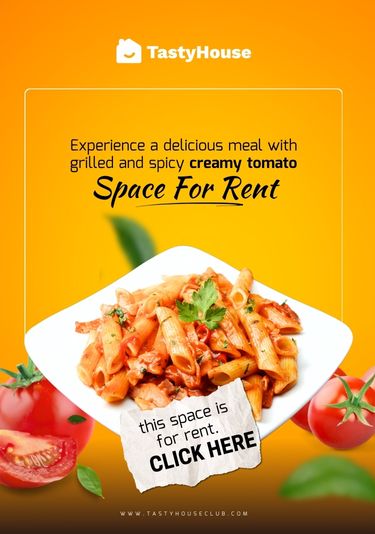 TastyHouse
Experience a delicious meal with
grilled and spicy creamy tomato
Space For Rent
this space is
for rent.
CLICK HERE
WWW.TASTYHOUSECLUB.COM